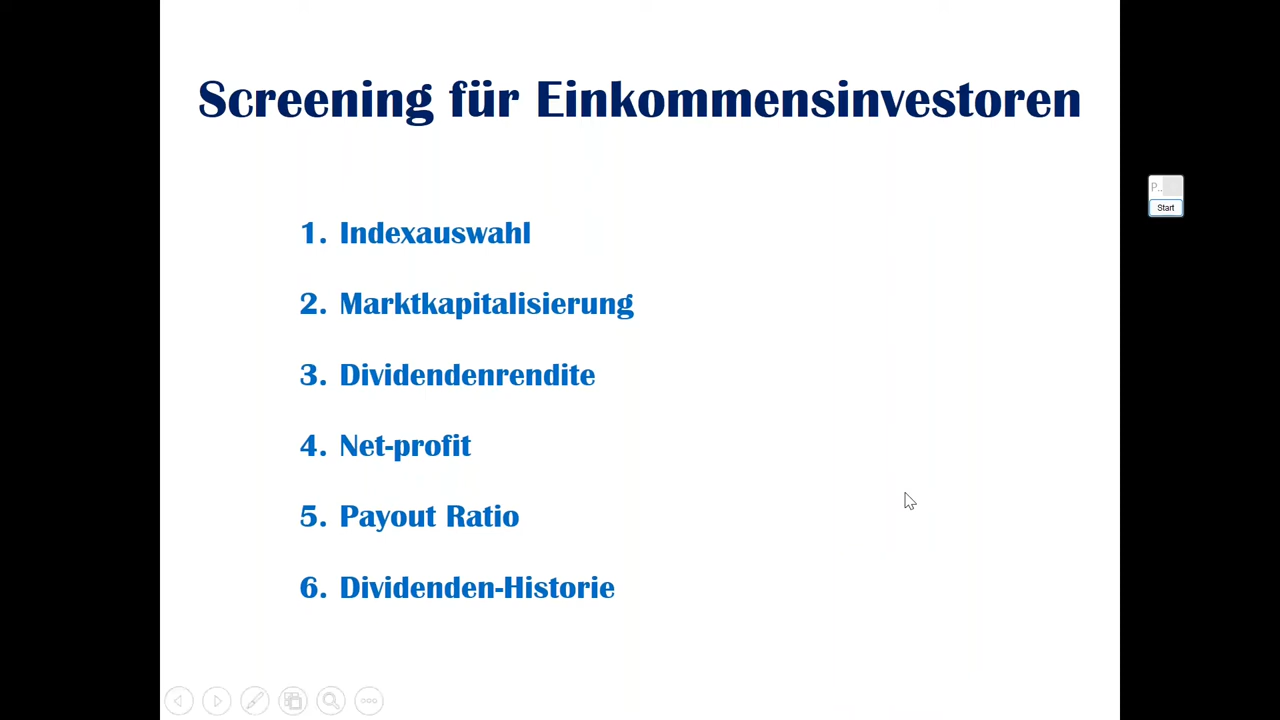 Screening für Einkommensinvestoren
1. Indexauswahl
2. Marktkapitalisierung
3. Dividendenrendite
4. Net-profit
5. Payout Ratio
6. Dividenden-Historie
P..
Start